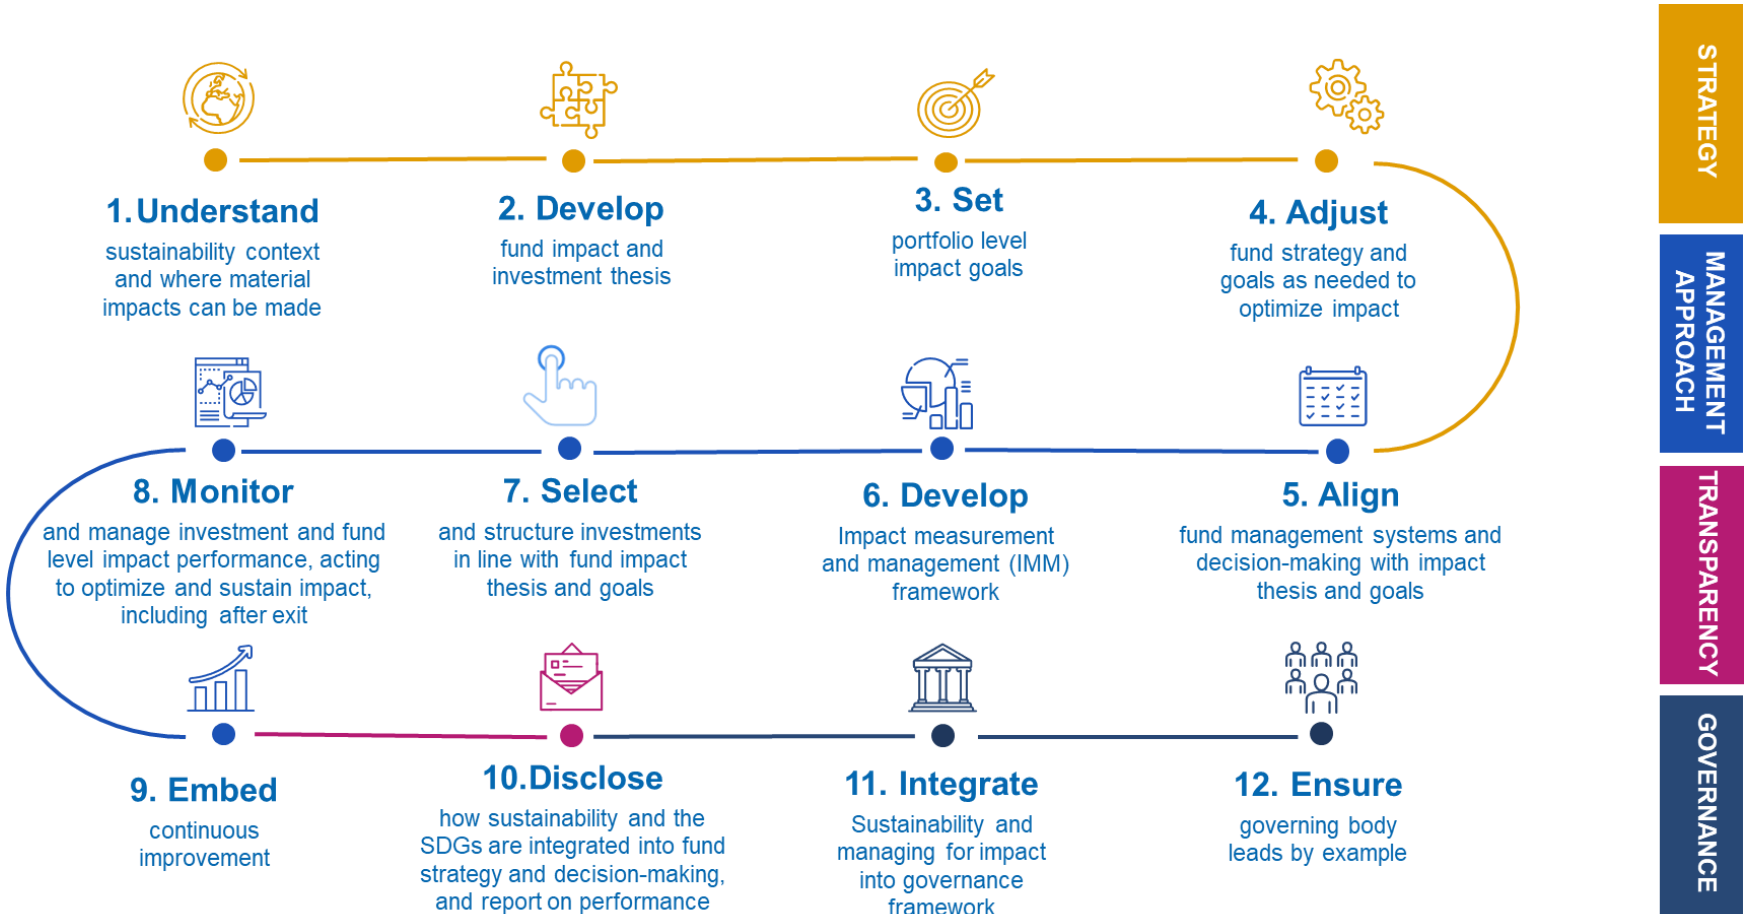 1. Understand
sustainability context
and where material
impacts can be made
2. Develop
fund impact and
investment thesis
3. Set
portfolio level
impact goals
4. Adjust
fund strategy and
goals as needed to
optimize impact
8. Monitor
and manage investment and fund
level impact performance, acting
to optimize and sustain impact,
including after exit
7. Select
and structure investments
in line with fund impact
thesis and goals
6. Develop
Impact measurement
and management (IMM)
framework
5. Align
fund management systems and
decision-making with impact
thesis and goals
9. Embed
continuous
improvement
10.Disclose
how sustainability and the
SDGs are integrated into fund
strategy and decision-making,
and report on performance
11. Integrate
Sustainability and
managing for impact
into governance
framework
12. Ensure
governing body
leads by example
STRATEGY
MANAGEMENT
APPROACH
TRANSPARENCY
GOVERNANCE